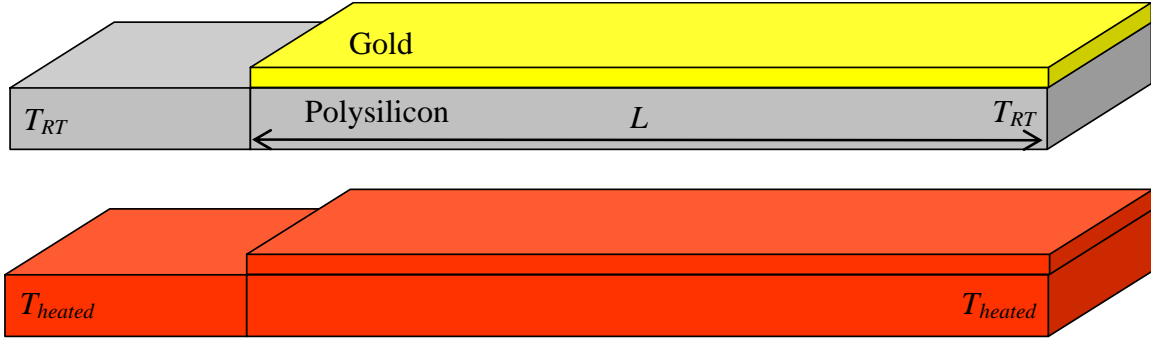 Gold
T_RT Polysilicon L T_RT
T_heated T_heated